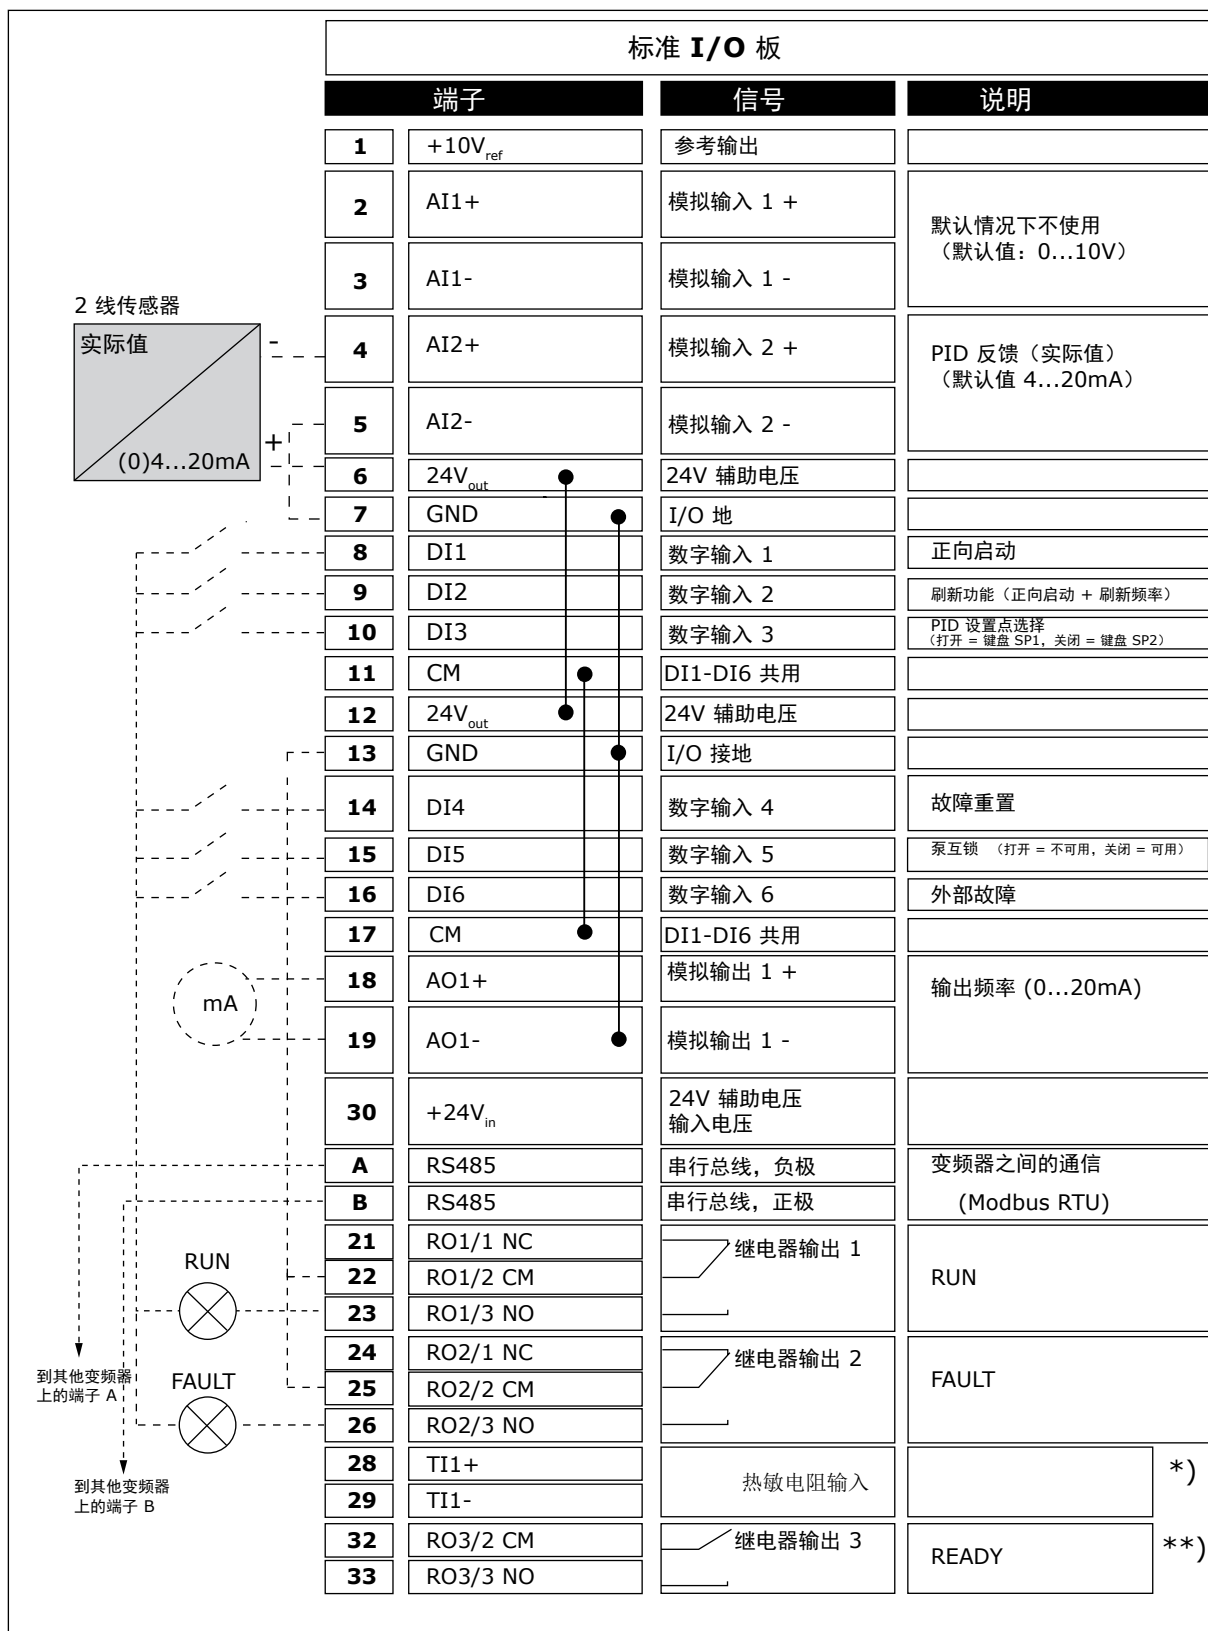 标准 I/O 板
端子 信号 说明
1 +10Vref 参考输出
2 AI1+ 模拟输入 1 +
默认情况下不使用
（默认值：0...10V）
3 AI1- 模拟输入 1 -
2 线传感器
实际值
-
4 AI2+ 模拟输入 2 +
PID 反馈（实际值）
（默认值 4...20mA）
5 AI2- 模拟输入 2 -
+
(0)4...20mA
6 24Vout 24V 辅助电压
7 GND I/O 地
8 DI1 数字输入 1 正向启动
9 DI2 数字输入 2 刷新功能（正向启动 + 刷新频率）
10 DI3 数字输入 3 PID 设置点选择
（打开 = 键盘 SP1，关闭 = 键盘 SP2）
11 CM DI1-DI6 共用
12 24Vout 24V 辅助电压
13 GND I/O 接地
14 DI4 数字输入 4 故障重置
15 DI5 数字输入 5 泵互锁 （打开 = 不可用，关闭 = 可用）
16 DI6 数字输入 6 外部故障
17 CM DI1-DI6 共用
18 AO1+ 模拟输出 1 +
输出频率 (0...20mA)
mA
19 AO1- 模拟输出 1 -
30 +24Vin 24V 辅助电压
输入电压
A RS485 串行总线，负极 变频器之间的通信
B RS485 串行总线，正极 (Modbus RTU)
21 RO1/1 NC 继电器输出 1
RUN
22 RO1/2 CM RUN
23 RO1/3 NO
24 RO2/1 NC 继电器输出 2
到其他变频器
上的端子 A
FAULT
25 RO2/2 CM FAULT
26 RO2/3 NO
28 TI1+ 热敏电阻输入 *)
到其他变频器
上的端子 B
29 TI1-
32 RO3/2 CM 继电器输出 3 READY **)
33 RO3/3 NO